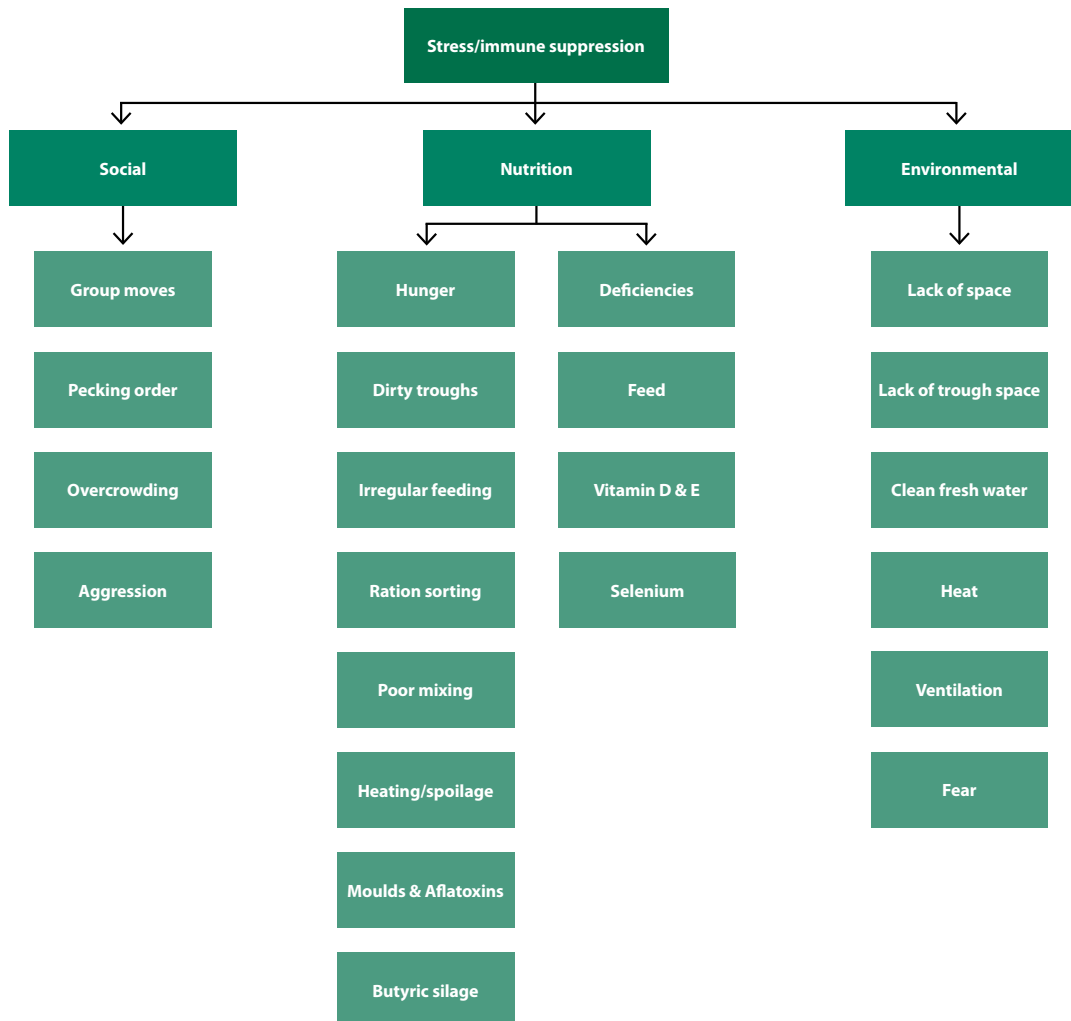 Stress/immune suppression
Social
Nutrition
Environmental
Group moves
Pecking order
Overcrowding
Aggression
Hunger
Dirty troughs
Irregular feeding
Ration sorting
Poor mixing
Heating/spoilage
Moulds & Aflatoxins
Butyric silage
Deficiencies
Feed
Vitamin D & E
Selenium
Lack of space
Lack of trough space
Clean fresh water
Heat
Ventilation
Fear